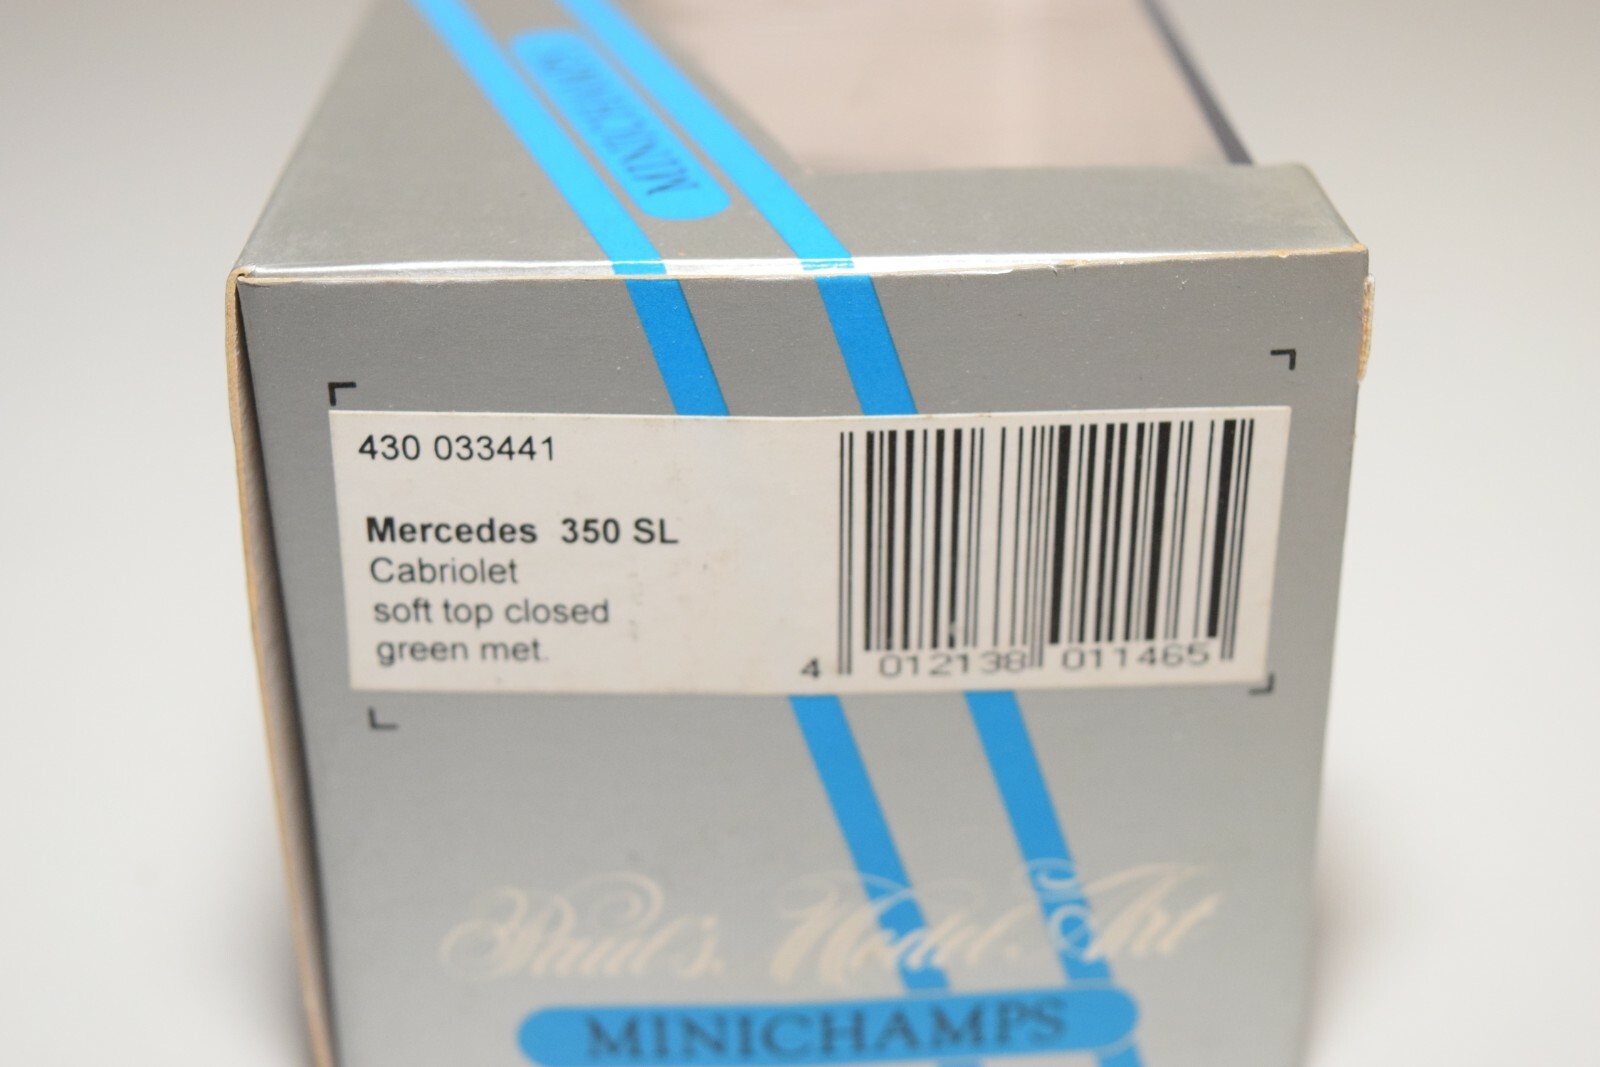 MINICHAMPS
430 033441
Mercedes 350 SL
Cabriolet
soft top closed
green met.
4 012138 011465
Paul's Model Art
MINICHAMPS